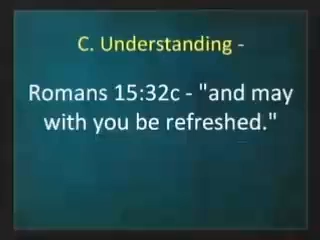 C. Understanding -
Romans 15:32c - "and may
with you be refreshed."